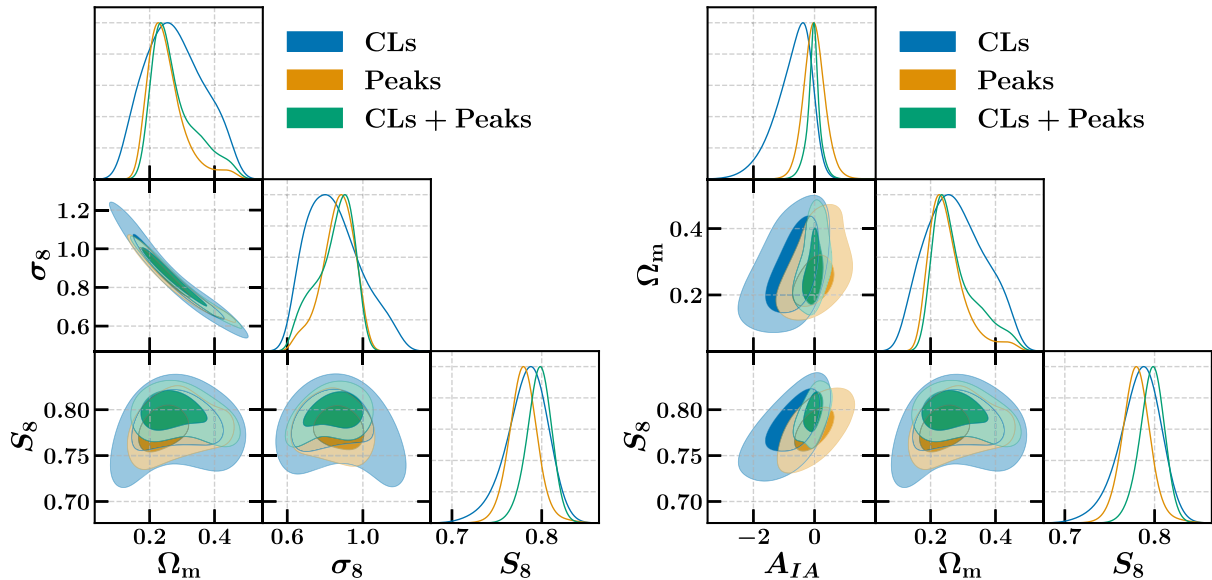 CLs
Peaks
CLs + Peaks
1.2
1.0
0.8
0.6
σ₈
0.80
0.75
0.70
S₈
0.2 0.4
Ωₘ
0.6 1.0
σ₈
0.7 0.8
S₈
CLs
Peaks
CLs + Peaks
0.4
0.2
Ωₘ
0.80
0.75
0.70
S₈
−2 0
A_{IA}
0.2 0.4
Ωₘ
0.7 0.8
S₈